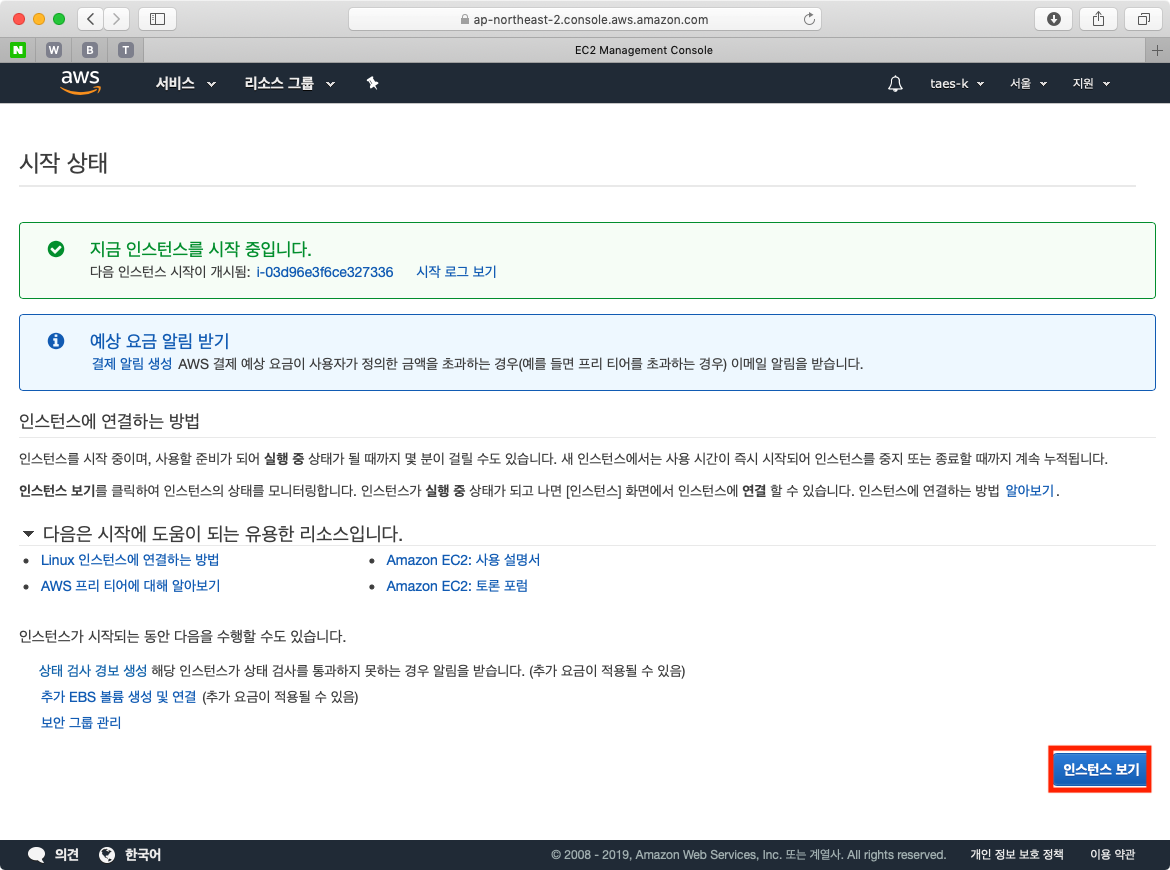 ap-northeast-2.console.aws.amazon.com
N W B T EC2 Management Console
aws 서비스 리소스 그룹 taes-k 서울 지원
시작 상태
지금 인스턴스를 시작 중입니다.
다음 인스턴스 시작이 개시됨: i-03d96e3f6ce327336 시작 로그 보기
예상 요금 알림 받기
결제 알림 생성 AWS 결제 예상 요금이 사용자가 정의한 금액을 초과하는 경우(예를 들면 프리 티어를 초과하는 경우) 이메일 알림을 받습니다.
인스턴스에 연결하는 방법
인스턴스를 시작 중이며, 사용할 준비가 되어 실행 중 상태가 될 때까지 몇 분이 걸릴 수도 있습니다. 새 인스턴스에서는 사용 시간이 즉시 시작되어 인스턴스를 중지 또는 종료할 때까지 계속 누적됩니다.
인스턴스 보기를 클릭하여 인스턴스의 상태를 모니터링합니다. 인스턴스가 실행 중 상태가 되고 나면 [인스턴스] 화면에서 인스턴스에 연결 할 수 있습니다. 인스턴스에 연결하는 방법 알아보기.
다음은 시작에 도움이 되는 유용한 리소스입니다.
• Linux 인스턴스에 연결하는 방법 • Amazon EC2: 사용 설명서
• AWS 프리 티어에 대해 알아보기 • Amazon EC2: 토론 포럼
인스턴스가 시작되는 동안 다음을 수행할 수도 있습니다.
상태 검사 경보 생성 해당 인스턴스가 상태 검사를 통과하지 못하는 경우 알림을 받습니다. (추가 요금이 적용될 수 있음)
추가 EBS 볼륨 생성 및 연결 (추가 요금이 적용될 수 있음)
보안 그룹 관리
인스턴스 보기
의견 한국어 © 2008 - 2019, Amazon Web Services, Inc. 또는 계열사. All rights reserved. 개인 정보 보호 정책 이용 약관